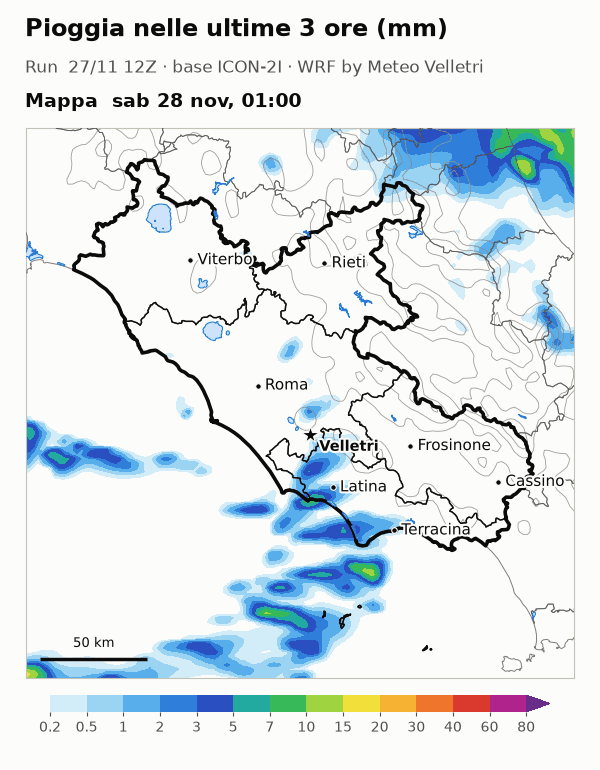 Pioggia nelle ultime 3 ore (mm)
Run 27/11 12Z · base ICON-2I · WRF by Meteo Velletri
Mappa sab 28 nov, 01:00
Viterbo
Rieti
Roma
Velletri
Frosinone
Latina
Cassino
Terracina
50 km
0.2 0.5 1 2 3 5 7 10 15 20 30 40 60 80